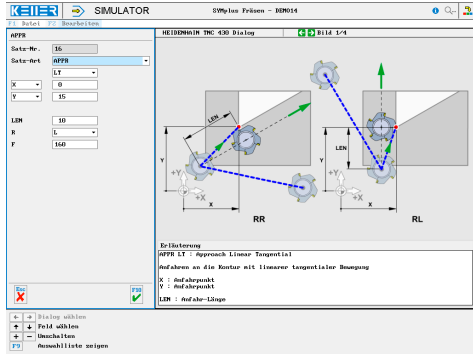 KELLER SIMULATOR SYMplus Fräsen - DEMO14
F1 Datei F2 Bearbeiten
APPR
HEIDENHAIN TNC 430 Dialog
Bild 1/4
Satz-Nr. 16
Satz-Art APPR
LT
X 0
Y 15
LEN 10
R L
F 160
LEN
Y
+Y
+X
X
RR
LEN
Y
+Y
+X
X
RL
Erläuterung
APPR LT : Approach Linear Tangential
Anfahren an die Kontur mit linearer tangentialer Bewegung
X : Anfahrpunkt
Y : Anfahrpunkt
LEN : Anfahr-Länge
Esc
F10
Dialog wählen
Feld wählen
+ - Umschalten
F9 Auswahlliste zeigen